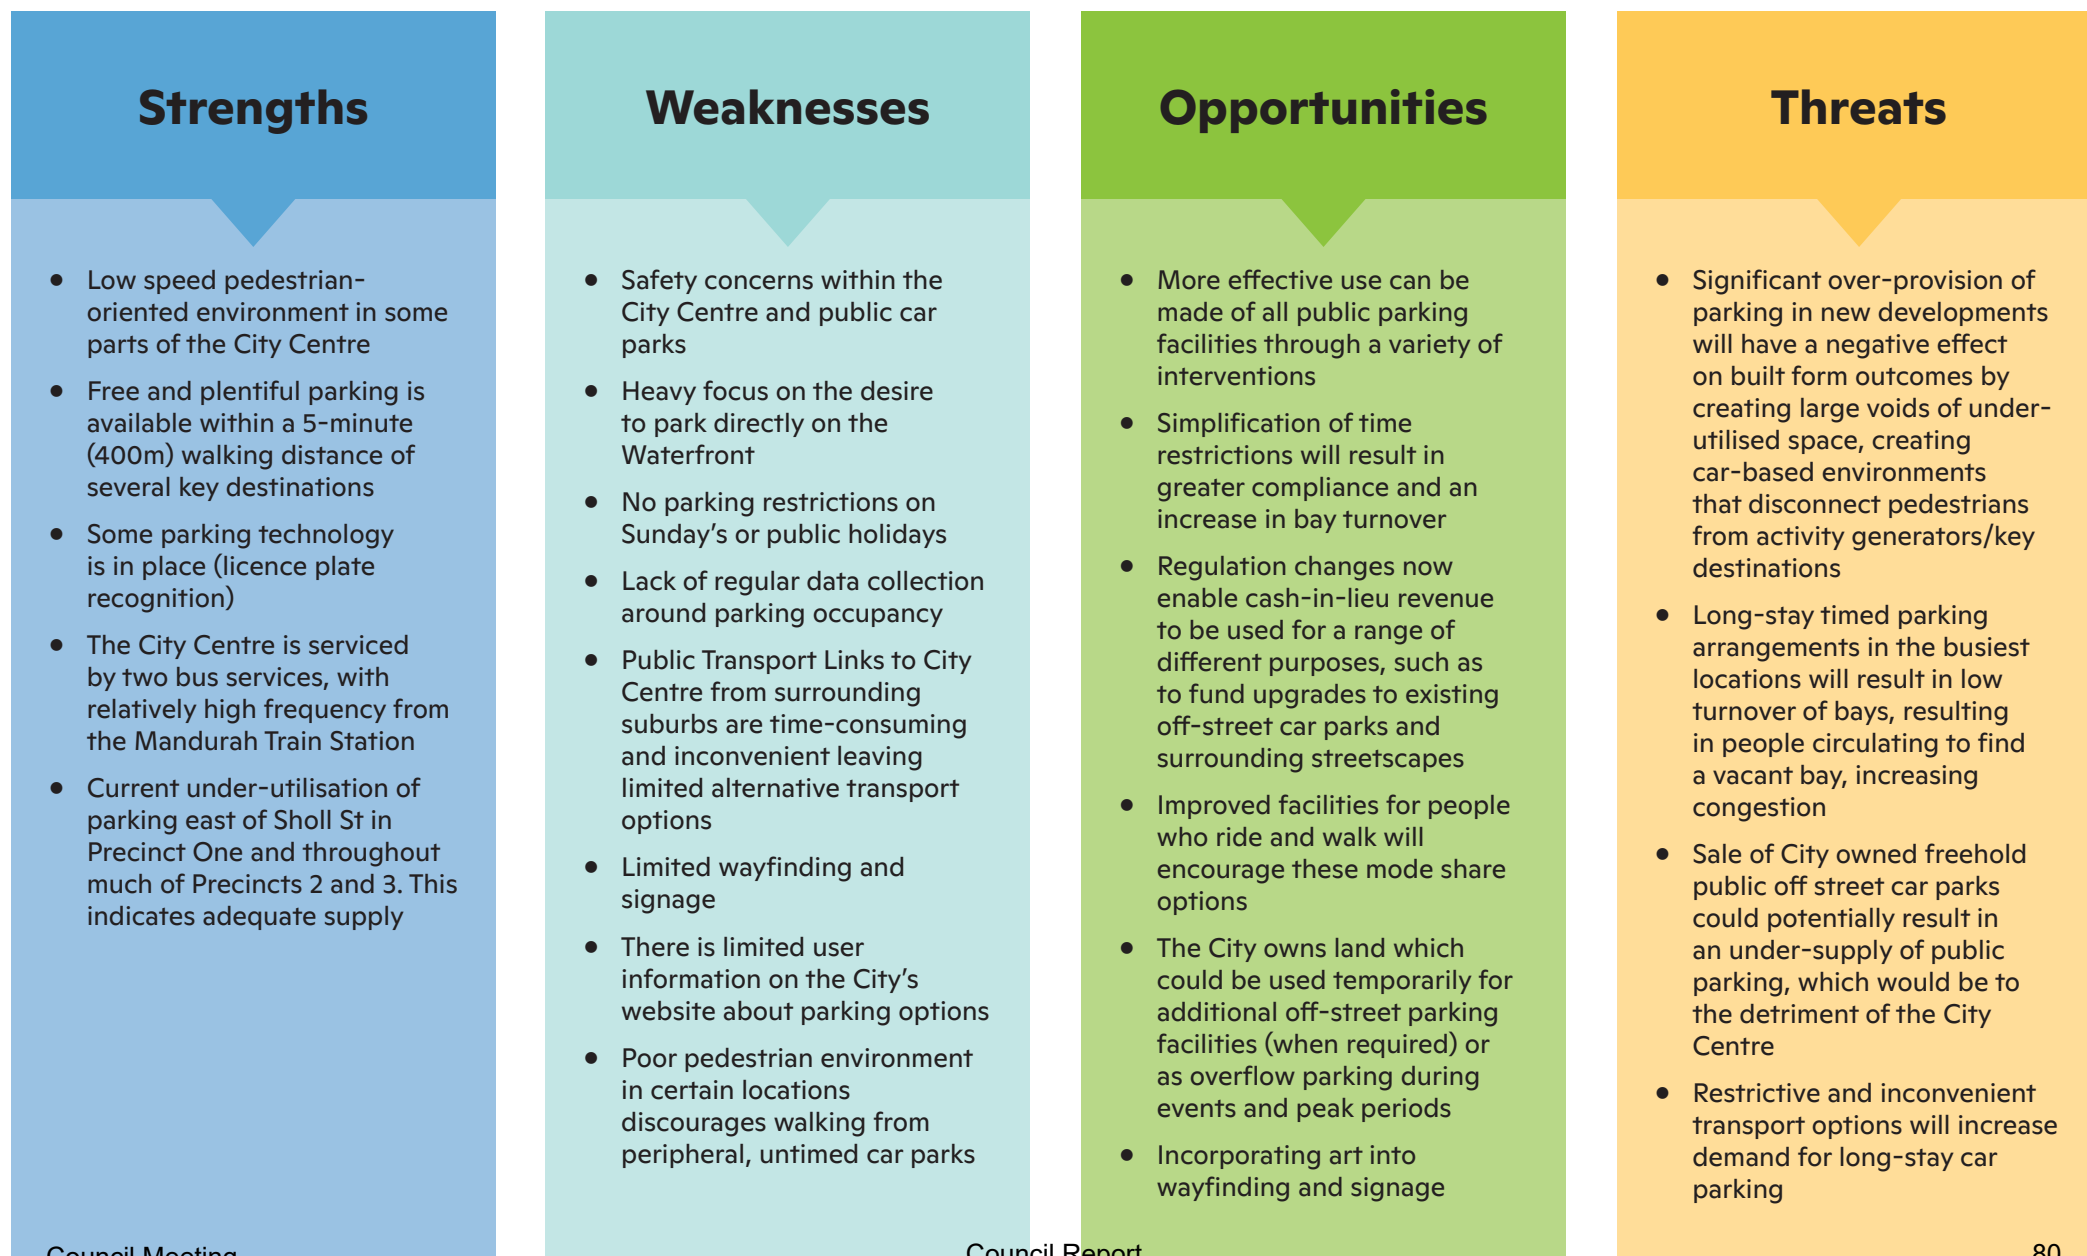 Strengths
• Low speed pedestrian-
oriented environment in some
parts of the City Centre
• Free and plentiful parking is
available within a 5-minute
(400m) walking distance of
several key destinations
• Some parking technology
is in place (licence plate
recognition)
• The City Centre is serviced
by two bus services, with
relatively high frequency from
the Mandurah Train Station
• Current under-utilisation of
parking east of Sholl St in
Precinct One and throughout
much of Precincts 2 and 3. This
indicates adequate supply
Weaknesses
• Safety concerns within the
City Centre and public car
parks
• Heavy focus on the desire
to park directly on the
Waterfront
• No parking restrictions on
Sunday's or public holidays
• Lack of regular data collection
around parking occupancy
• Public Transport Links to City
Centre from surrounding
suburbs are time-consuming
and inconvenient leaving
limited alternative transport
options
• Limited wayfinding and
signage
• There is limited user
information on the City's
website about parking options
• Poor pedestrian environment
in certain locations
discourages walking from
peripheral, untimed car parks
Opportunities
• More effective use can be
made of all public parking
facilities through a variety of
interventions
• Simplification of time
restrictions will result in
greater compliance and an
increase in bay turnover
• Regulation changes now
enable cash-in-lieu revenue
to be used for a range of
different purposes, such as
to fund upgrades to existing
off-street car parks and
surrounding streetscapes
• Improved facilities for people
who ride and walk will
encourage these mode share
options
• The City owns land which
could be used temporarily for
additional off-street parking
facilities (when required) or
as overflow parking during
events and peak periods
• Incorporating art into
wayfinding and signage
Threats
• Significant over-provision of
parking in new developments
will have a negative effect
on built form outcomes by
creating large voids of under-
utilised space, creating
car-based environments
that disconnect pedestrians
from activity generators/key
destinations
• Long-stay timed parking
arrangements in the busiest
locations will result in low
turnover of bays, resulting
in people circulating to find
a vacant bay, increasing
congestion
• Sale of City owned freehold
public off street car parks
could potentially result in
an under-supply of public
parking, which would be to
the detriment of the City
Centre
• Restrictive and inconvenient
transport options will increase
demand for long-stay car
parking
Council Meeting
Council Report
80